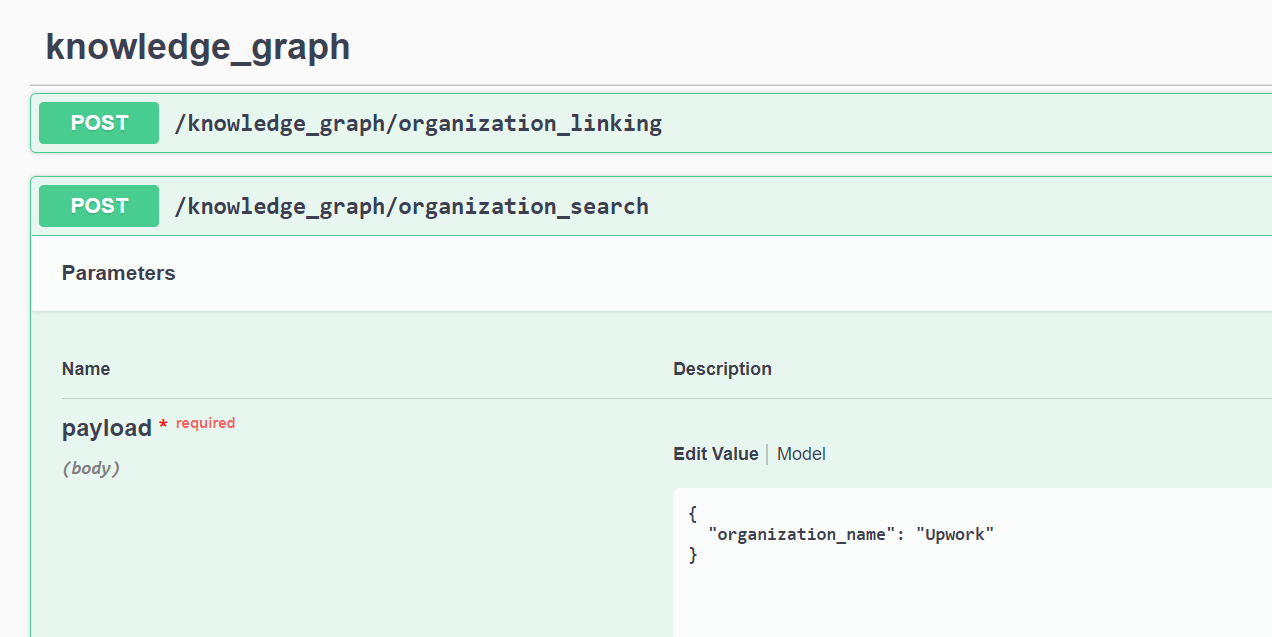 knowledge_graph
POST /knowledge_graph/organization_linking
POST /knowledge_graph/organization_search
Parameters
Name Description
payload * required
(body)
Edit Value | Model
{
  "organization_name": "Upwork"
}